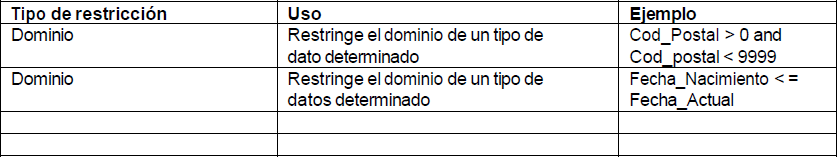 Tipo de restricción Uso Ejemplo
Dominio Restringe el dominio de un tipo de Cod_Postal > 0 and
dato determinado Cod_postal < 9999
Dominio Restringe el dominio de un tipo de Fecha_Nacimiento < =
datos determinado Fecha_Actual